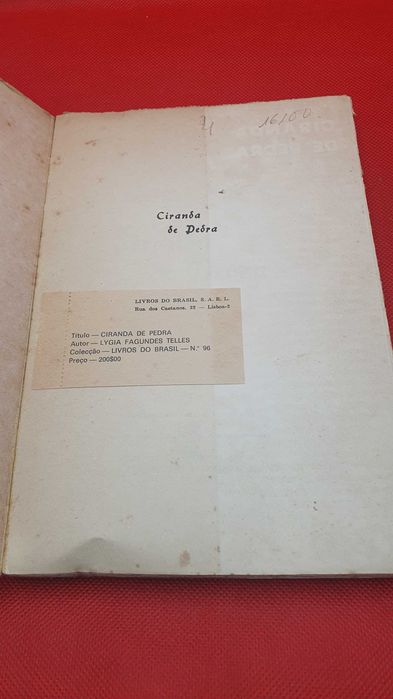 16100
Ciranda
de Pedra
LIVROS DO BRASIL, S. A. R. L.
Rua dos Caetanos, 22 — Lisboa-2
Título — CIRANDA DE PEDRA
Autor — LYGIA FAGUNDES TELLES
Colecção — LIVROS DO BRASIL — N.º 96
Preço — 200$00